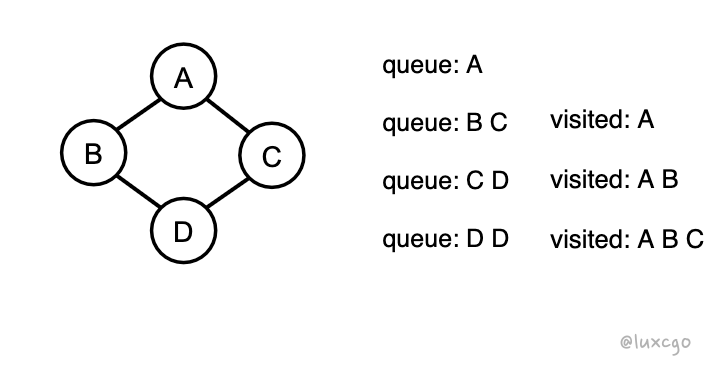 A
B
C
D
queue: A
queue: B C visited: A
queue: C D visited: A B
queue: D D visited: A B C
@luxcgo